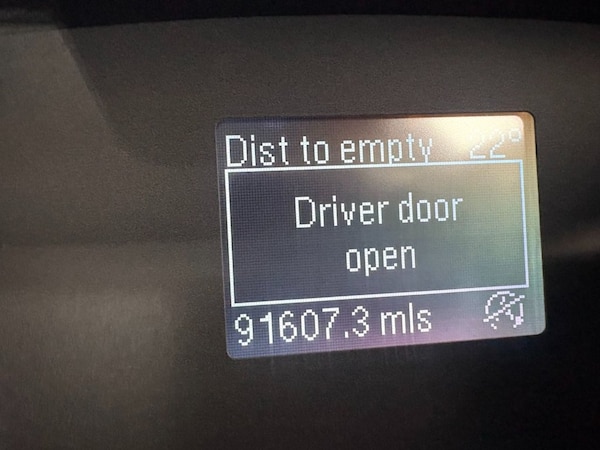 Dist to empty 22°
Driver door
open
91607.3 mls